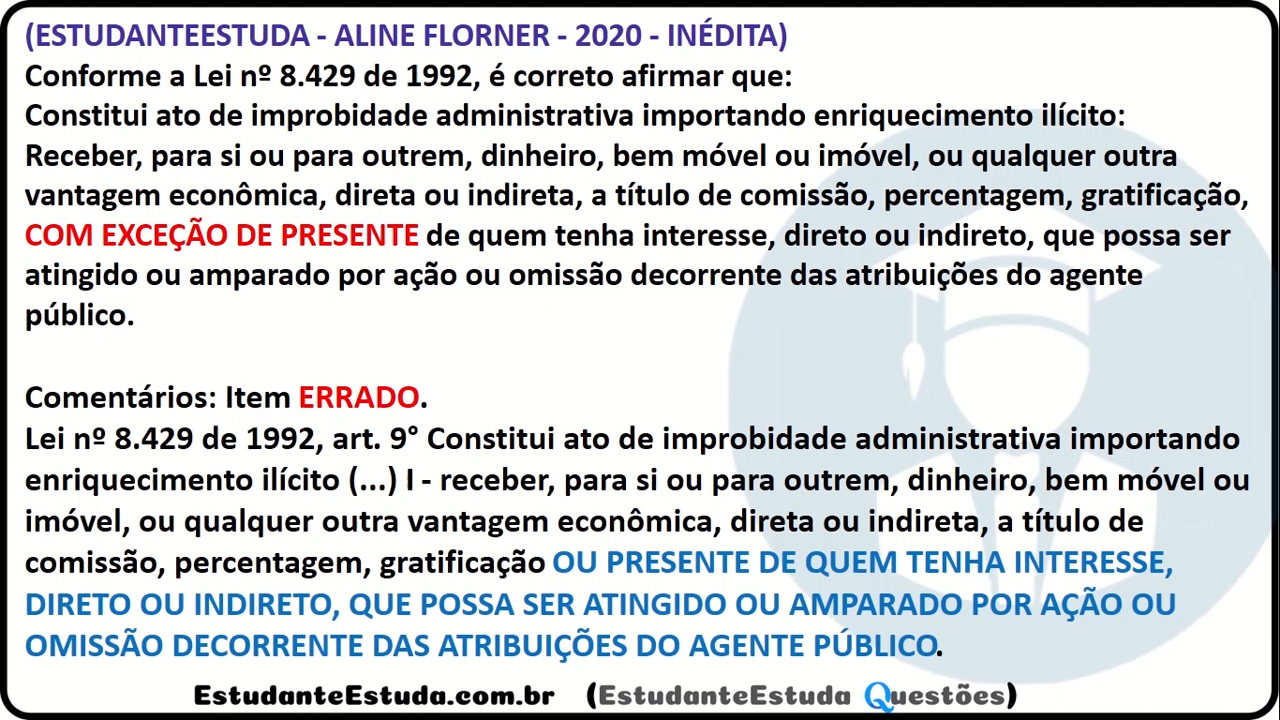 (ESTUDANTEESTUDA - ALINE FLORNER - 2020 - INÉDITA)
Conforme a Lei nº 8.429 de 1992, é correto afirmar que:
Constitui ato de improbidade administrativa importando enriquecimento ilícito:
Receber, para si ou para outrem, dinheiro, bem móvel ou imóvel, ou qualquer outra
vantagem econômica, direta ou indireta, a título de comissão, percentagem, gratificação,
COM EXCEÇÃO DE PRESENTE de quem tenha interesse, direto ou indireto, que possa ser
atingido ou amparado por ação ou omissão decorrente das atribuições do agente
público.
Comentários: Item ERRADO.
Lei nº 8.429 de 1992, art. 9° Constitui ato de improbidade administrativa importando
enriquecimento ilícito (...) I - receber, para si ou para outrem, dinheiro, bem móvel ou
imóvel, ou qualquer outra vantagem econômica, direta ou indireta, a título de
comissão, percentagem, gratificação OU PRESENTE DE QUEM TENHA INTERESSE,
DIRETO OU INDIRETO, QUE POSSA SER ATINGIDO OU AMPARADO POR AÇÃO OU
OMISSÃO DECORRENTE DAS ATRIBUIÇÕES DO AGENTE PÚBLICO.
EstudanteEstuda.com.br (EstudanteEstuda Questões)